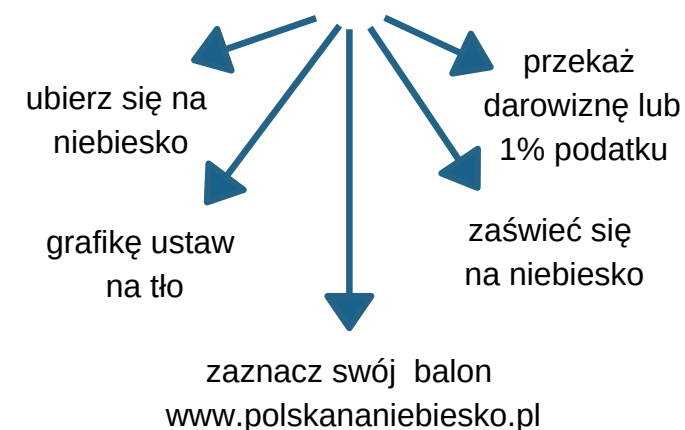 ubierz się na
niebiesko
przekaż
darowiznę lub
1% podatku
grafikę ustaw
na tło
zaświeć się
na niebiesko
zaznacz swój balon
www.polskananiebiesko.pl